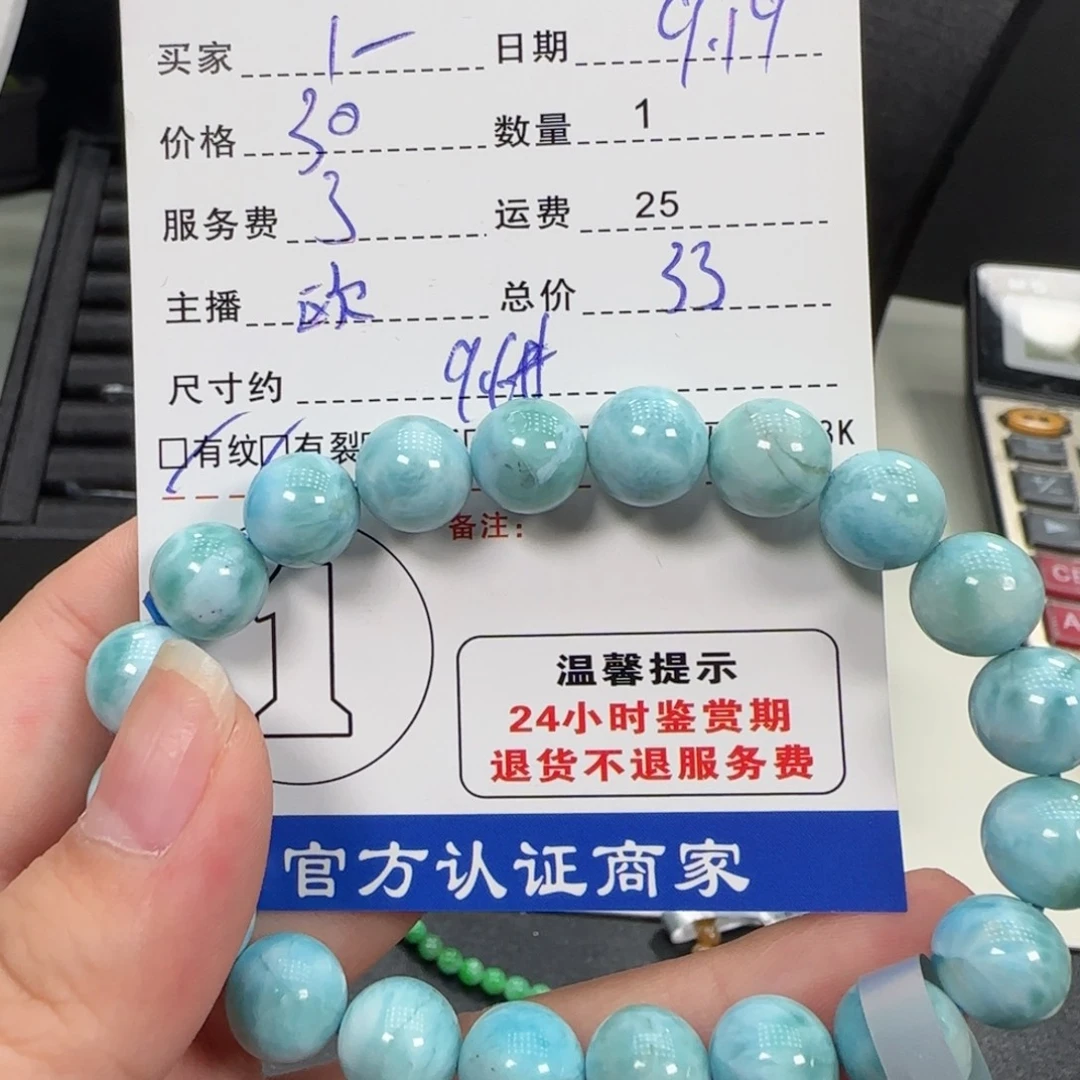 买家 1一 日期 9.19
价格 30 数量 1
服务费 3 运费 25
主播 欧 总价 33
尺寸约
□有纹□有裂 8K
备注:
1
温馨提示
24小时鉴赏期
退货不退服务费
官方认证商家